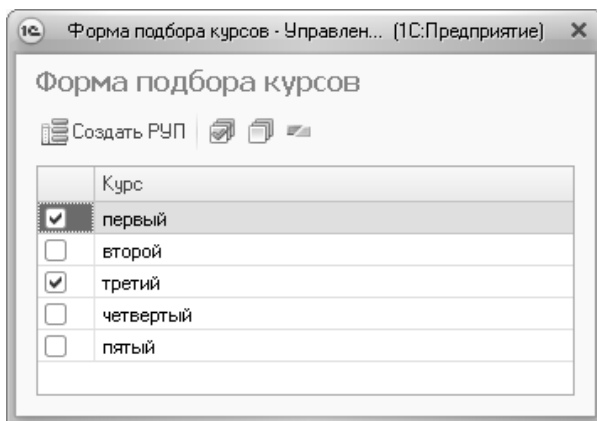 1С Форма подбора курсов - Управлен... (1С:Предприятие)
Форма подбора курсов
Создать РУП
Курс
первый
второй
третий
четвертый
пятый